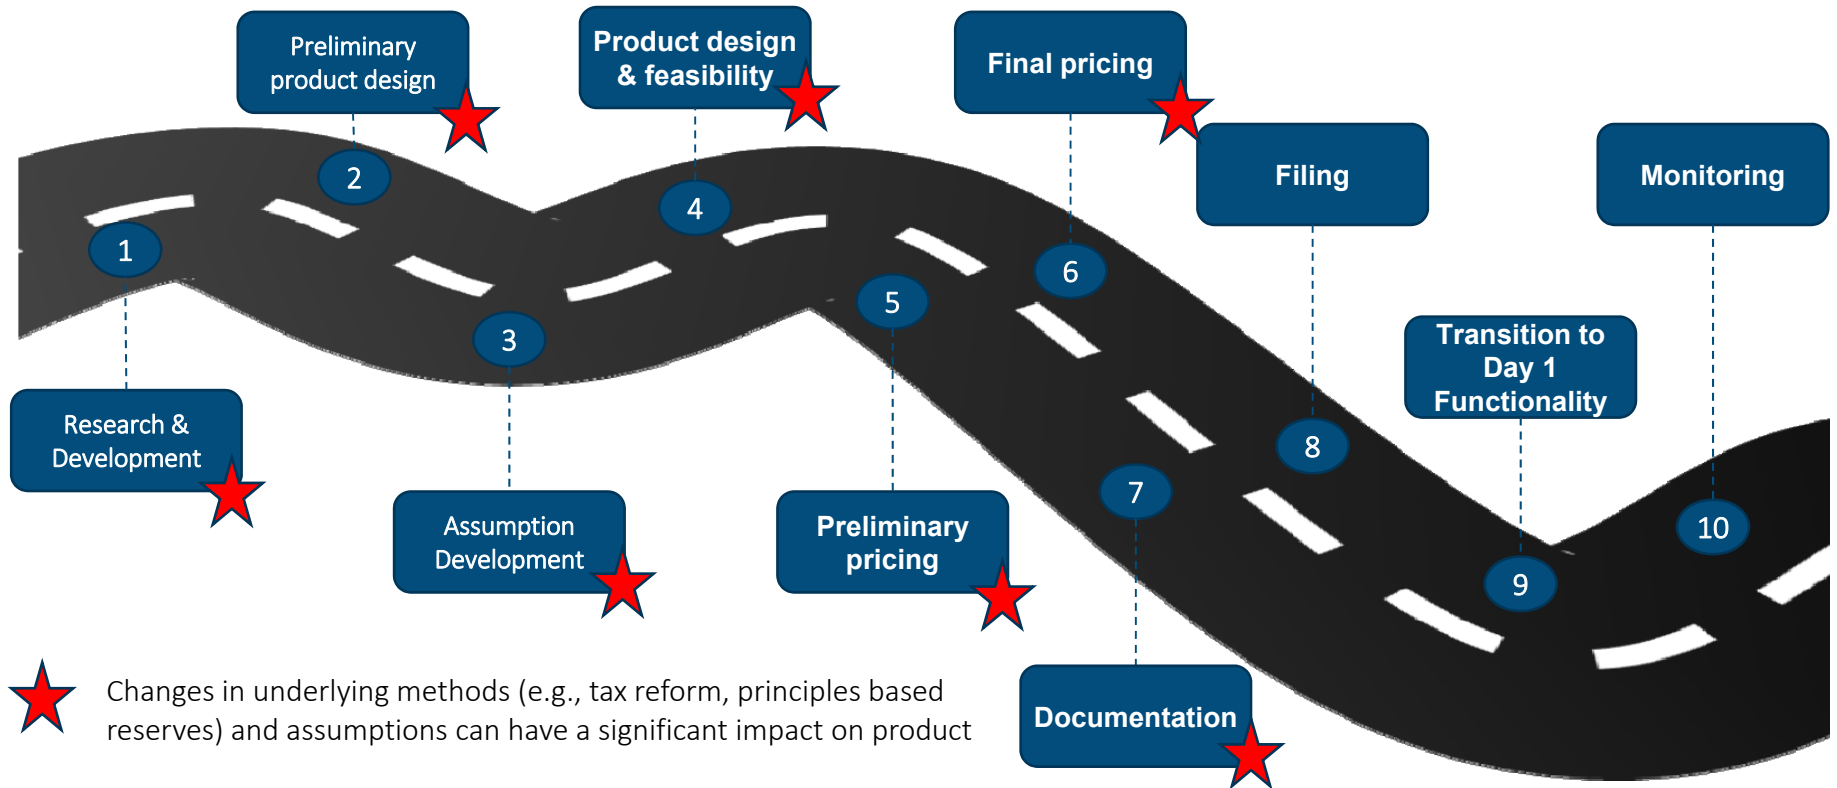 1
Research &
Development
2
Preliminary
product design
3
Assumption
Development
4
Product design
& feasibility
5
Preliminary
pricing
6
Final pricing
7
Documentation
8
Filing
9
Transition to
Day 1
Functionality
10
Monitoring
Changes in underlying methods (e.g., tax reform, principles based
reserves) and assumptions can have a significant impact on product